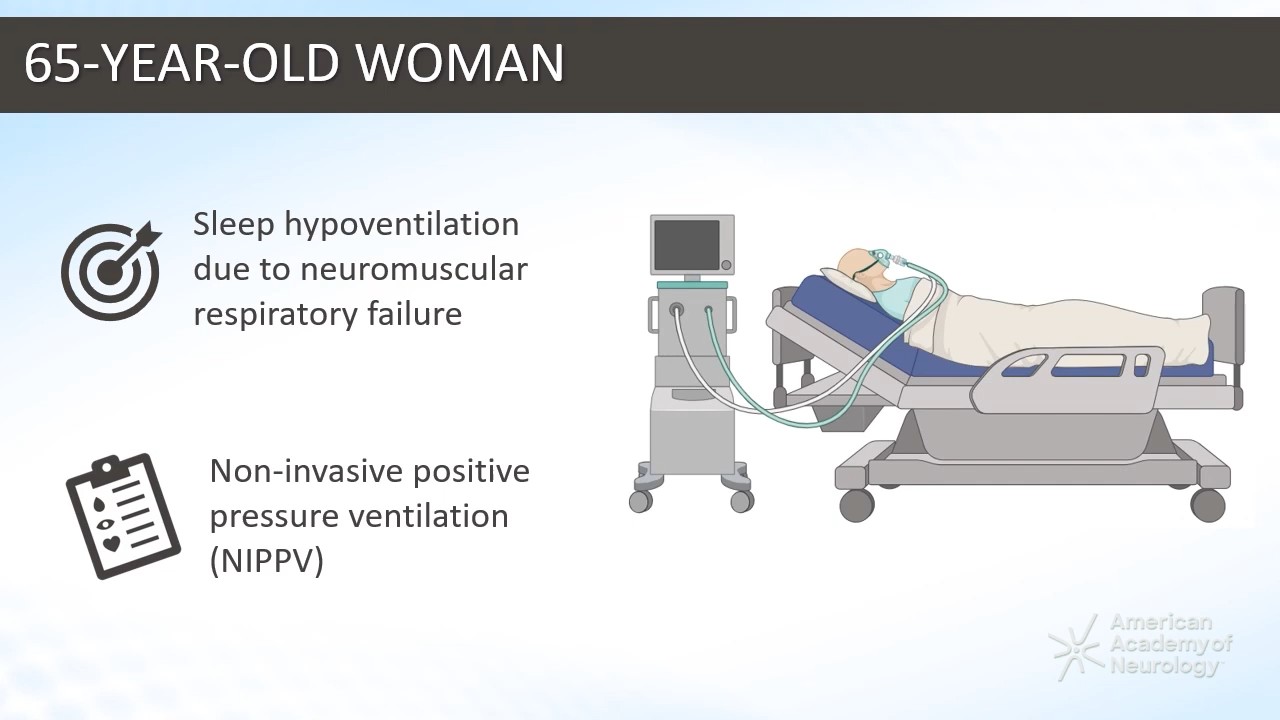 65-YEAR-OLD WOMAN
Sleep hypoventilation
due to neuromuscular
respiratory failure
Non-invasive positive
pressure ventilation
(NIPPV)
American
Academy of
Neurology